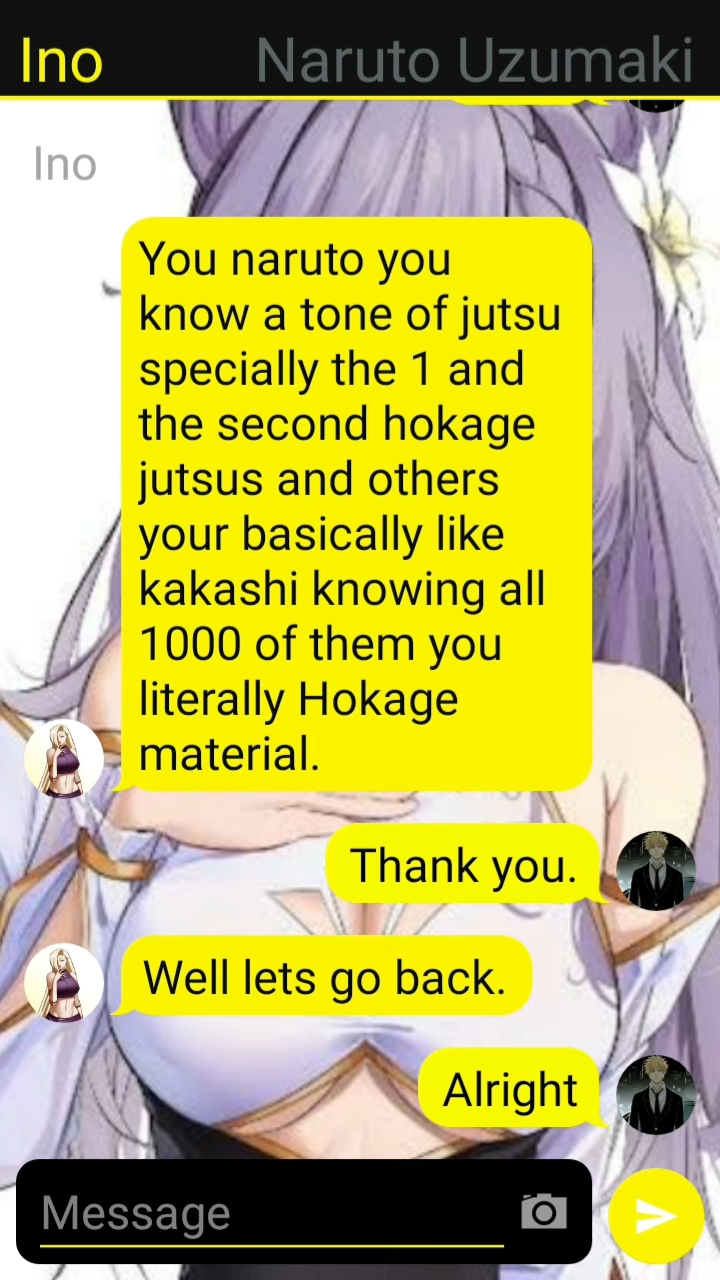 Ino Naruto Uzumaki
Ino
You naruto you
know a tone of jutsu
specially the 1 and
the second hokage
jutsus and others
your basically like
kakashi knowing all
1000 of them you
literally Hokage
material.
Thank you.
Well lets go back.
Alright
Message